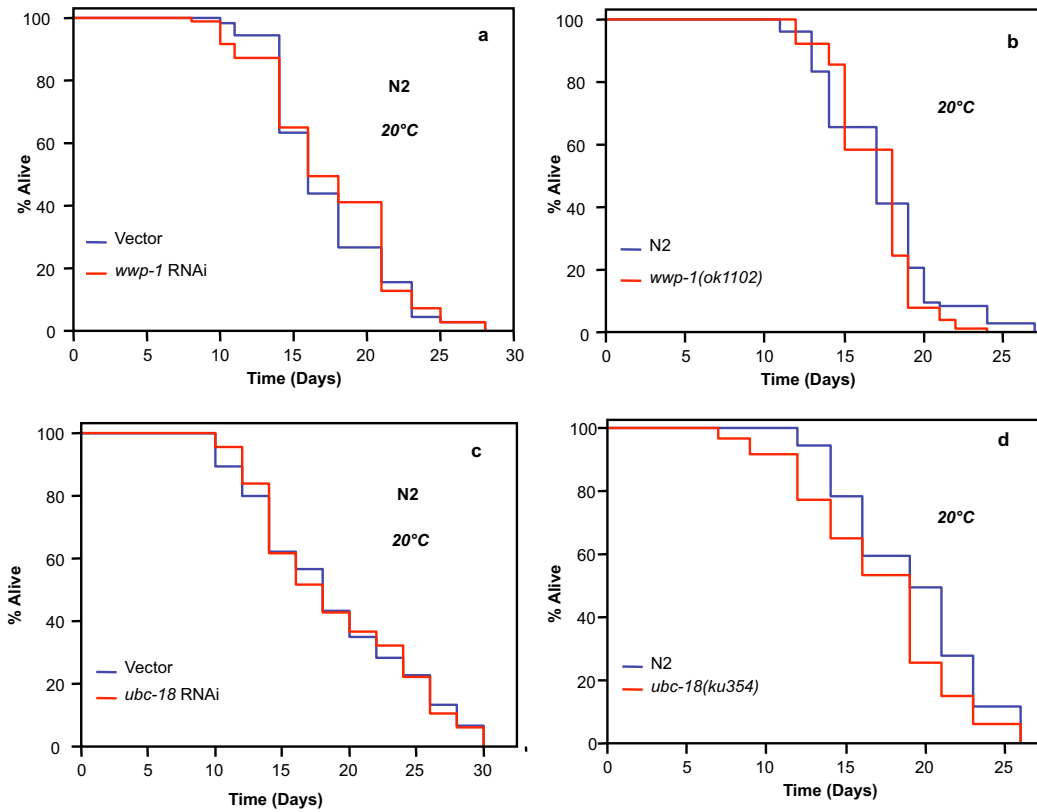 a
100
80
60
40
20
0
% Alive
N2
20°C
Vector
wwp-1 RNAi
0 5 10 15 20 25 30
Time (Days)
b
100
80
60
40
20
0
% Alive
20°C
N2
wwp-1(ok1102)
0 5 10 15 20 25
Time (Days)
c
100
80
60
40
20
0
% Alive
N2
20°C
Vector
ubc-18 RNAi
0 5 10 15 20 25 30
Time (Days)
d
100
80
60
40
20
0
% Alive
20°C
N2
ubc-18(ku354)
0 5 10 15 20 25
Time (Days)